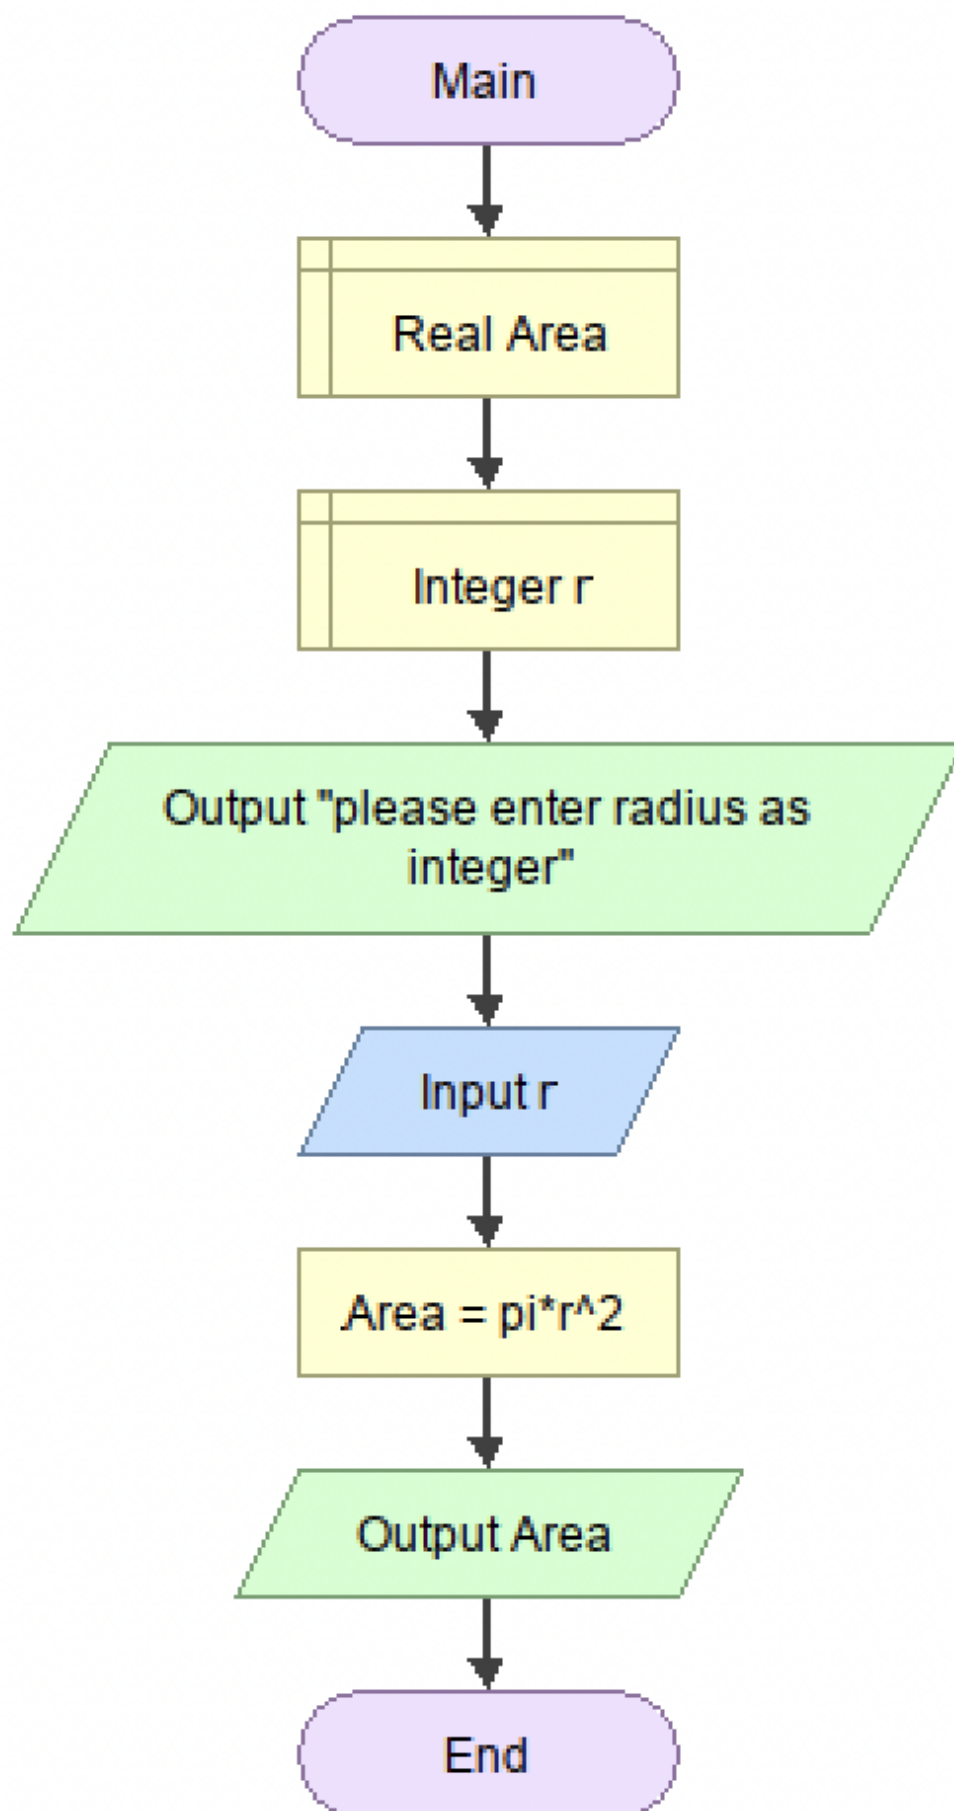 Main
Real Area
Integer r
Output "please enter radius as
integer"
Input r
Area = pi*r^2
Output Area
End